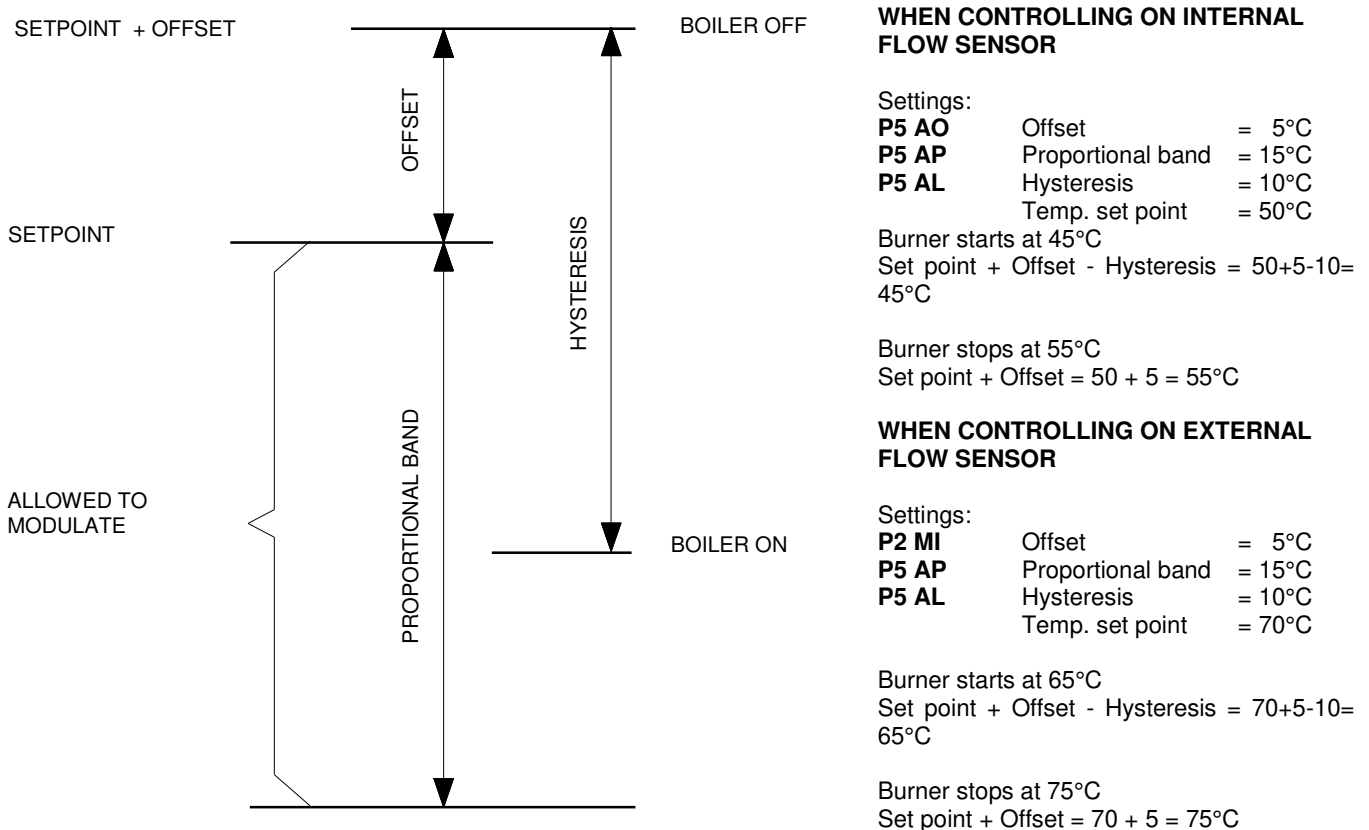 SETPOINT + OFFSET
BOILER OFF
OFFSET
SETPOINT
HYSTERESIS
PROPORTIONAL BAND
ALLOWED TO
MODULATE
BOILER ON
WHEN CONTROLLING ON INTERNAL
FLOW SENSOR
Settings:
P5 AO Offset = 5°C
P5 AP Proportional band = 15°C
P5 AL Hysteresis = 10°C
Temp. set point = 50°C
Burner starts at 45°C
Set point + Offset - Hysteresis = 50+5-10=
45°C
Burner stops at 55°C
Set point + Offset = 50 + 5 = 55°C
WHEN CONTROLLING ON EXTERNAL
FLOW SENSOR
Settings:
P2 MI Offset = 5°C
P5 AP Proportional band = 15°C
P5 AL Hysteresis = 10°C
Temp. set point = 70°C
Burner starts at 65°C
Set point + Offset - Hysteresis = 70+5-10=
65°C
Burner stops at 75°C
Set point + Offset = 70 + 5 = 75°C